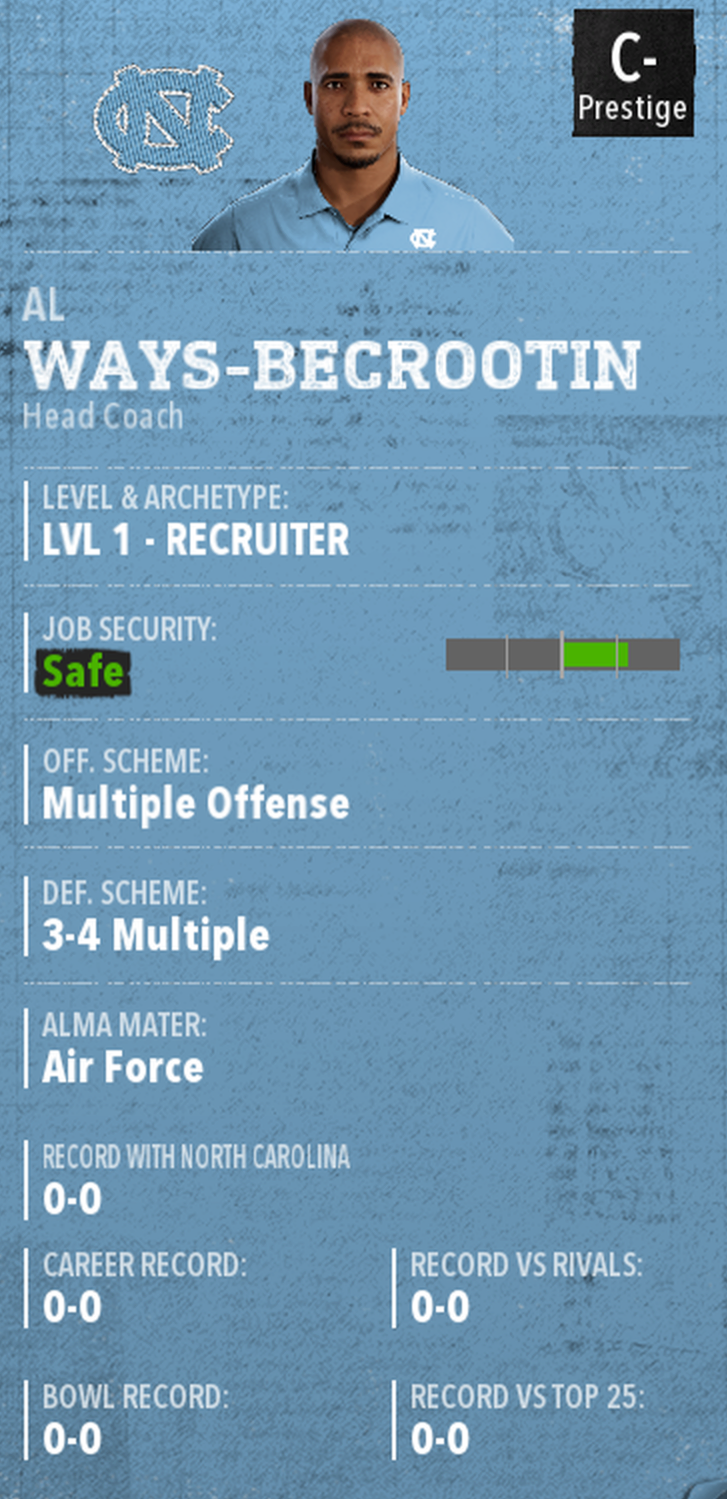 C-
Prestige
AL
WAYS-BECROOTIN
Head Coach
LEVEL & ARCHETYPE:
LVL 1 - RECRUITER
JOB SECURITY:
Safe
OFF. SCHEME:
Multiple Offense
DEF. SCHEME:
3-4 Multiple
ALMA MATER:
Air Force
RECORD WITH NORTH CAROLINA
0-0
CAREER RECORD:
0-0
RECORD VS RIVALS:
0-0
BOWL RECORD:
0-0
RECORD VS TOP 25:
0-0